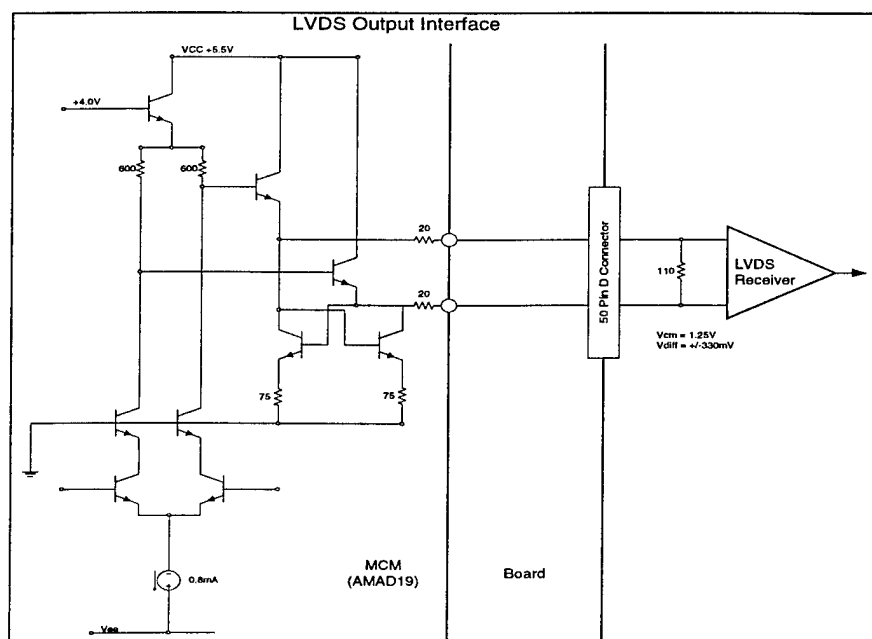 LVDS Output Interface
VCC +5.5V
+4.0V
600
600
20
20
110
LVDS
Receiver
50 Pin D Connector
Vcm = 1.25V
Vdiff = +/-330mV
75
75
MCM
(AMAD19)
Board
0.8mA
Vee